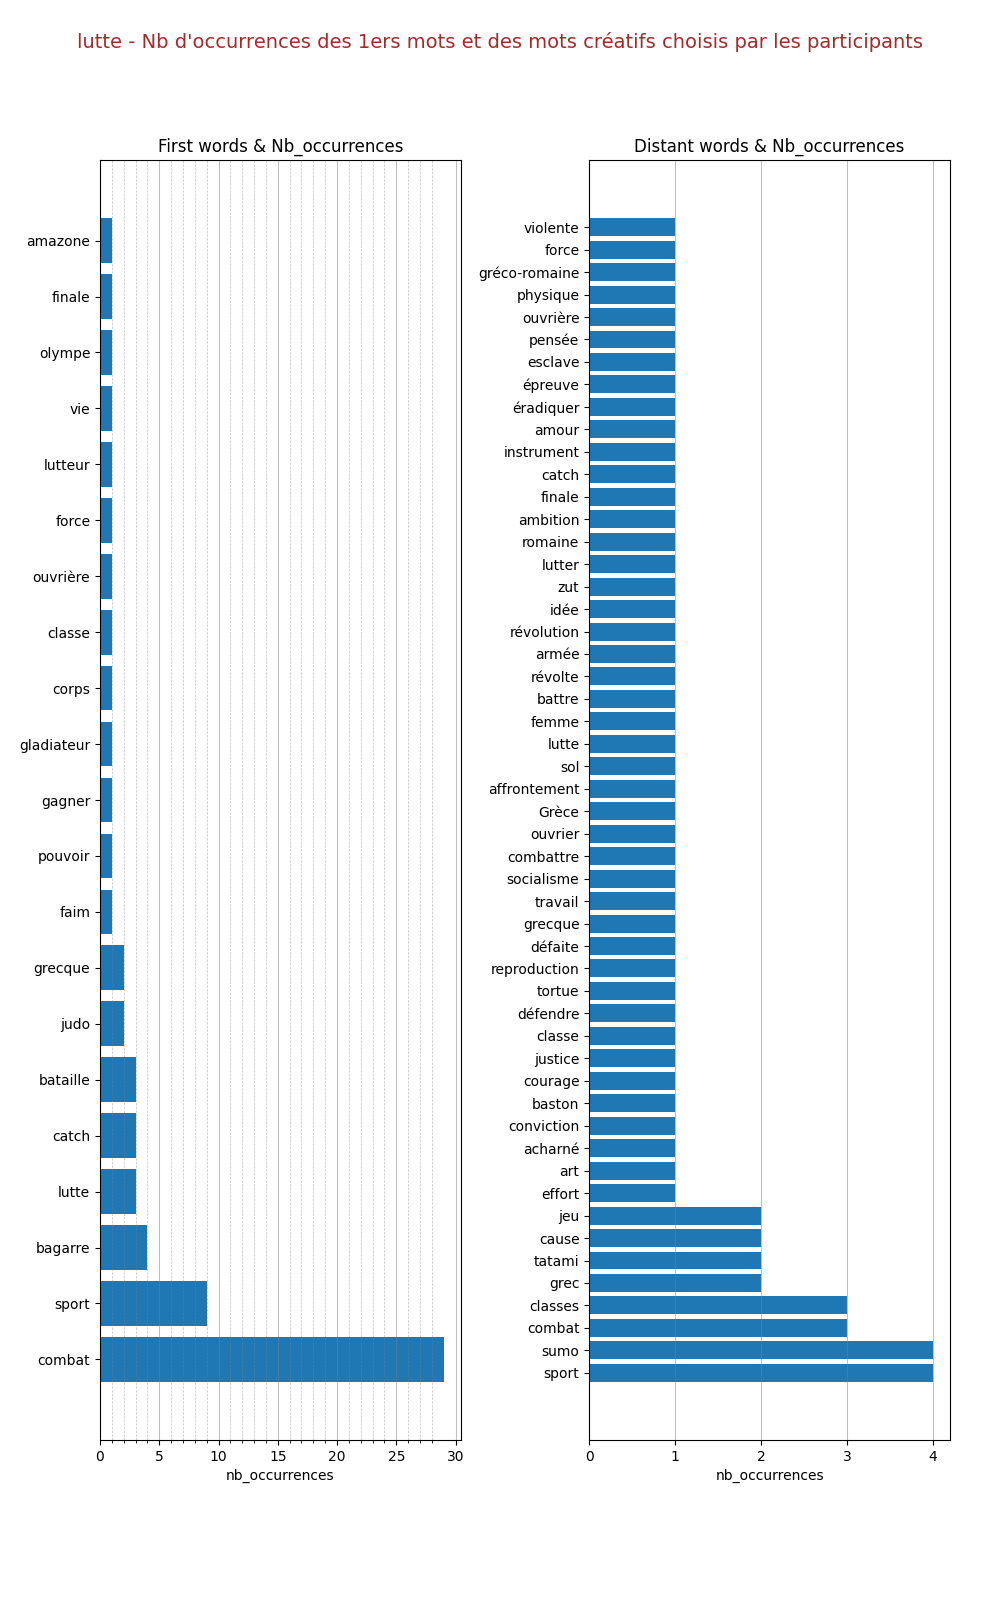 lutte - Nb d'occurrences des 1ers mots et des mots créatifs choisis par les participants
First words & Nb_occurrences
amazone
finale
olympe
vie
lutteur
force
ouvrière
classe
corps
gladiateur
gagner
pouvoir
faim
grecque
judo
bataille
catch
lutte
bagarre
sport
combat
0 5 10 15 20 25 30
nb_occurrences
Distant words & Nb_occurrences
violente
force
gréco-romaine
physique
ouvrière
pensée
esclave
épreuve
éradiquer
amour
instrument
catch
finale
ambition
romaine
lutter
zut
idée
révolution
armée
révolte
battre
femme
lutte
sol
affrontement
Grèce
ouvrier
combattre
socialisme
travail
grecque
défaite
reproduction
tortue
défendre
classe
justice
courage
baston
conviction
acharné
art
effort
jeu
cause
tatami
grec
classes
combat
sumo
sport
0 1 2 3 4
nb_occurrences